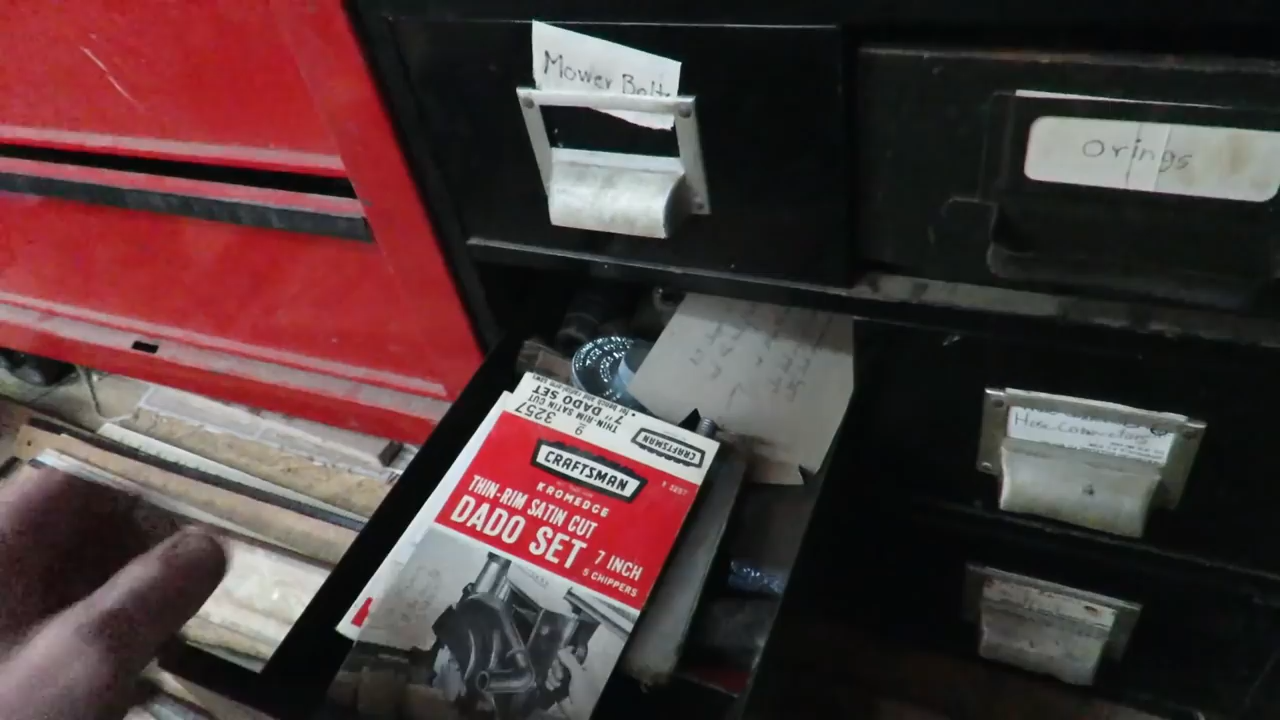 Mower Bolts
Orings
Hose Connectors
THIN-RIM SATIN CUT
7" DADO SET
9
3257
CRAFTSMAN
CRAFTSMAN
KROMEDGE
THIN-RIM SATIN CUT
DADO SET 7 INCH
5 CHIPPERS